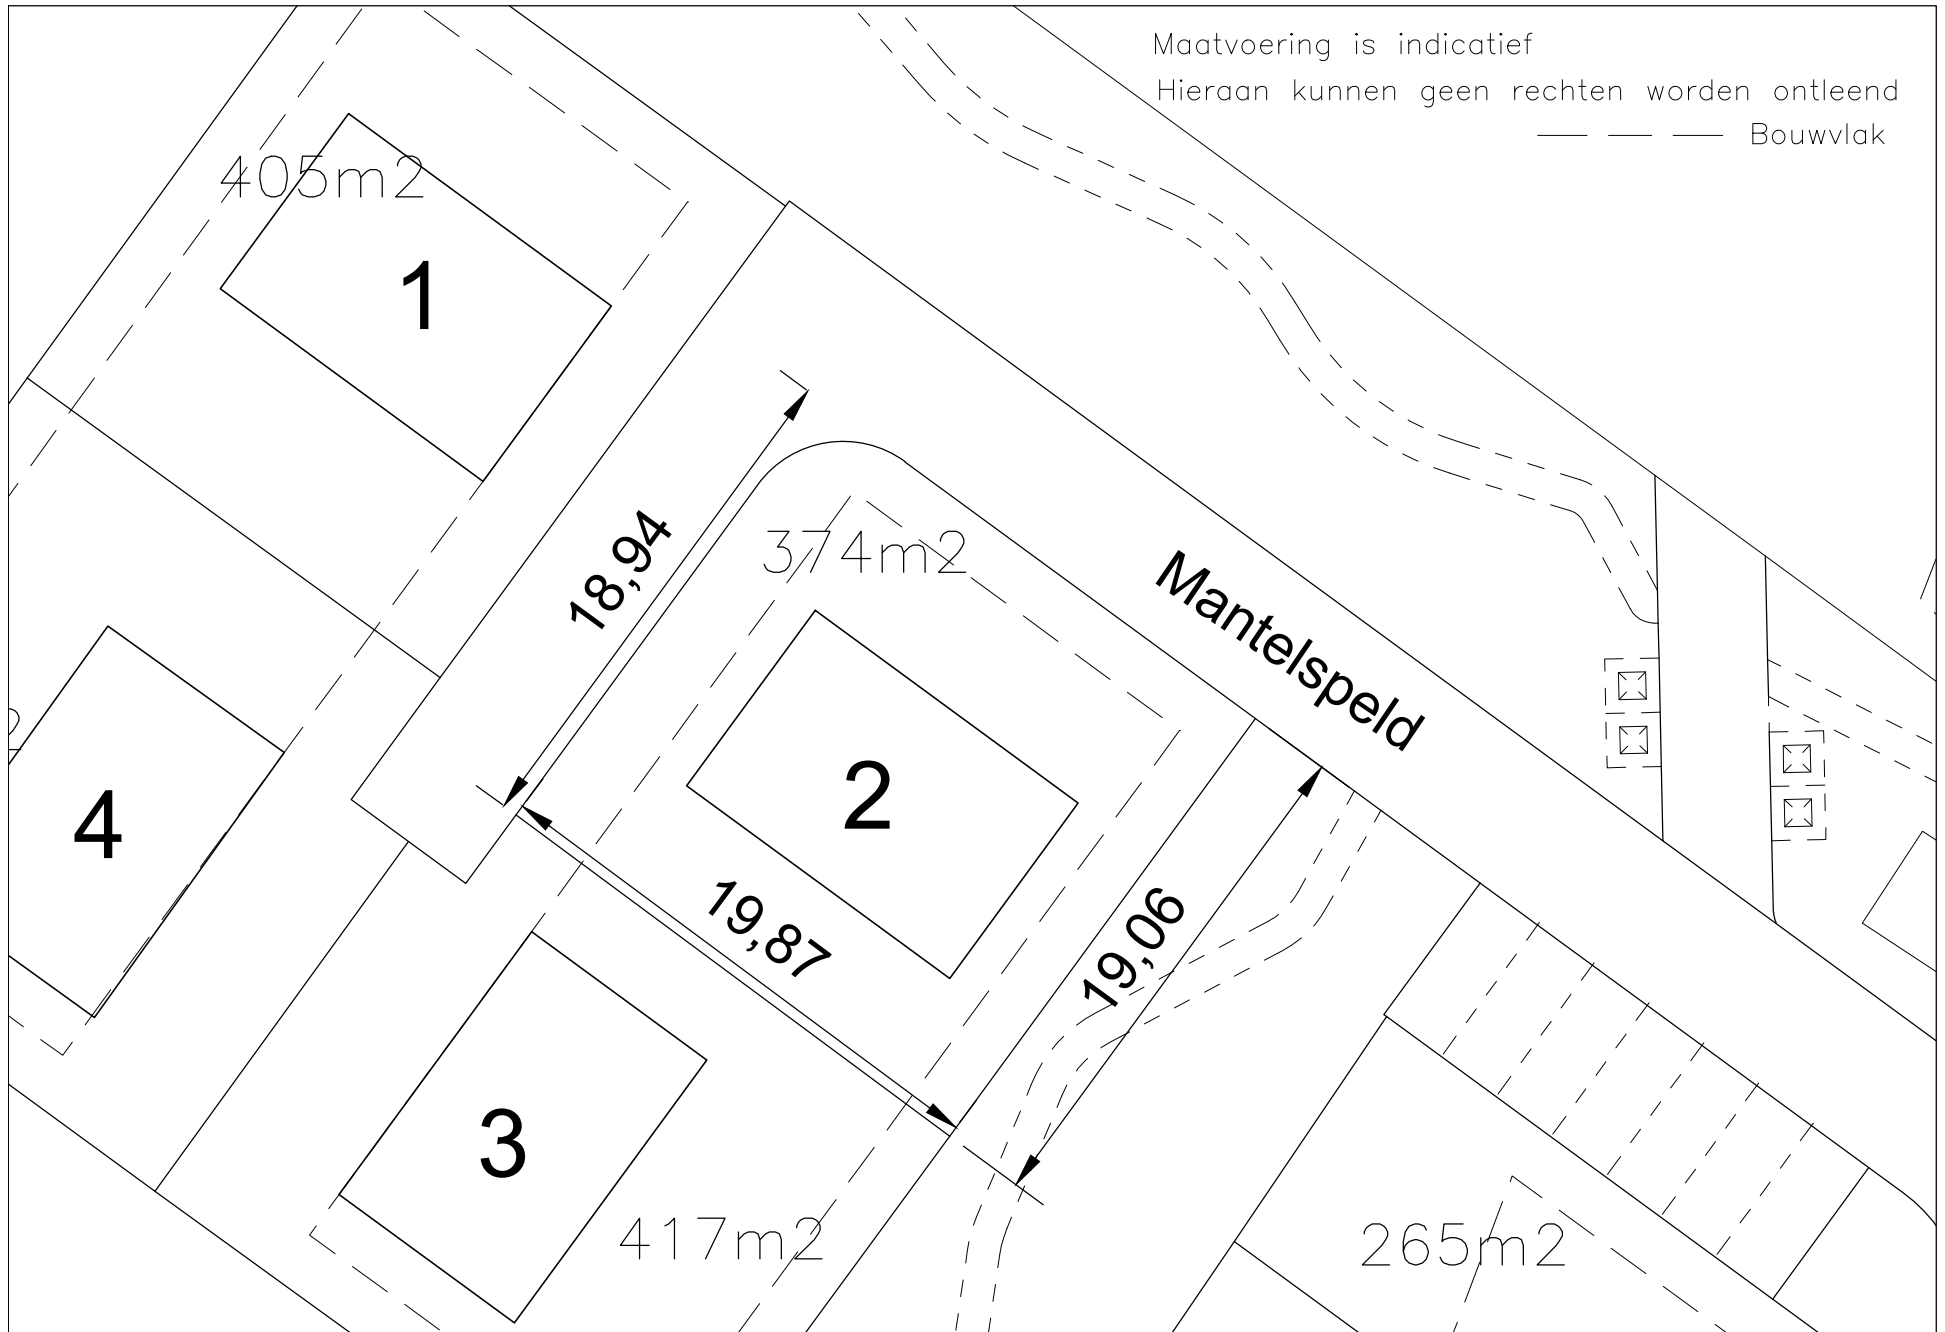 Maatvoering is indicatief
Hieraan kunnen geen rechten worden ontleend
Bouwvlak
405m2
1
18,94
374m2
Mantelspeld
2
4
19,87
19,06
3
417m2
265m2